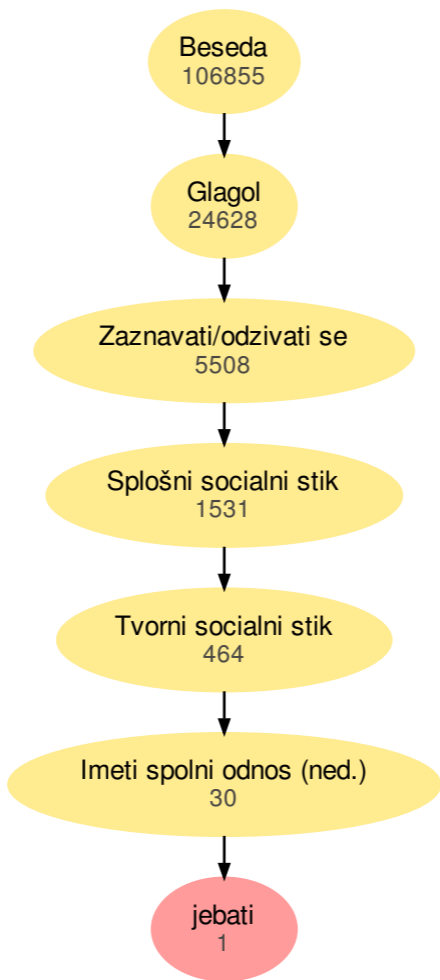 Beseda
106855
Glagol
24628
Zaznavati/odzivati se
5508
Splošni socialni stik
1531
Tvorni socialni stik
464
Imeti spolni odnos (ned.)
30
jebati
1